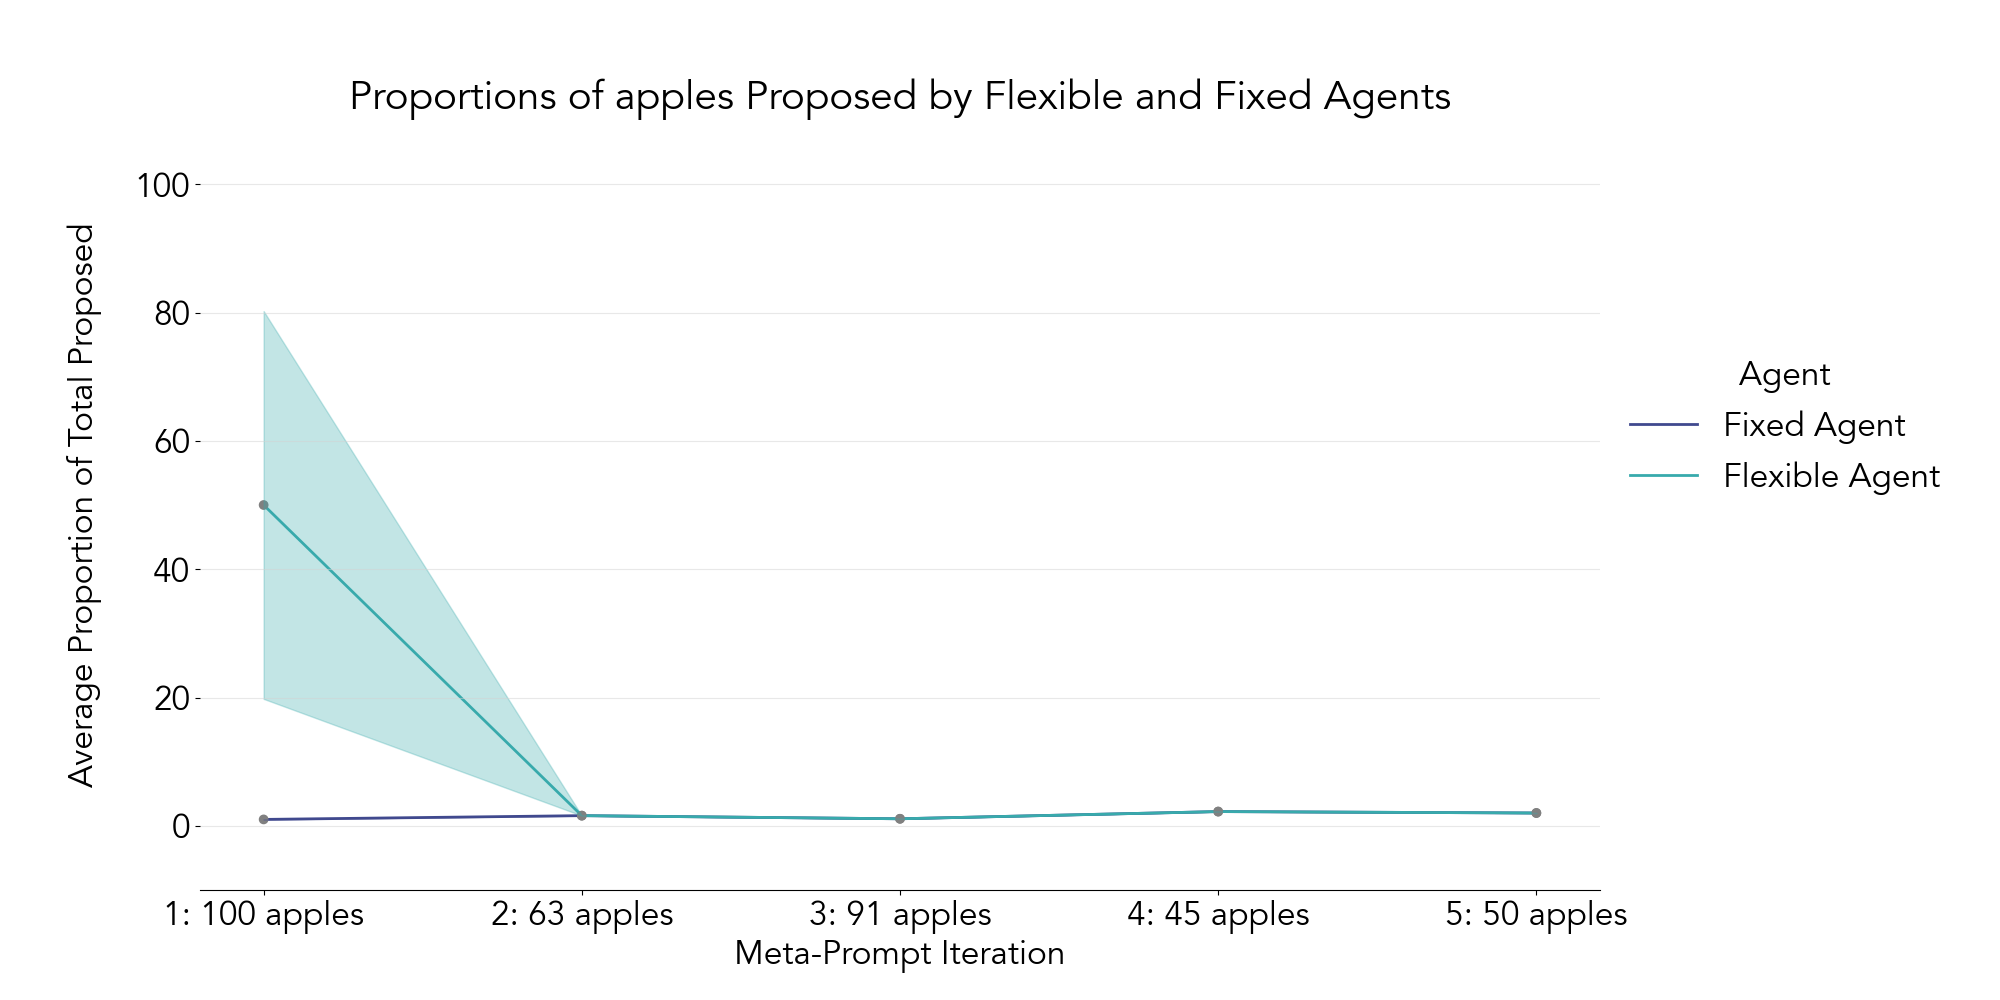 Proportions of apples Proposed by Flexible and Fixed Agents
Average Proportion of Total Proposed
100
80
60
40
20
0
1: 100 apples
2: 63 apples
3: 91 apples
4: 45 apples
5: 50 apples
Meta-Prompt Iteration
Agent
Fixed Agent
Flexible Agent